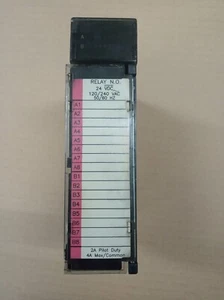 RELAY N.O.
24 VDC
120/240 VAC
50/60 HZ
A1
A2
A3
A4
A5
A6
A7
A8
B1
B2
B3
B4
B5
B6
B7
B8
2A Pilot Duty
4A Max/Common